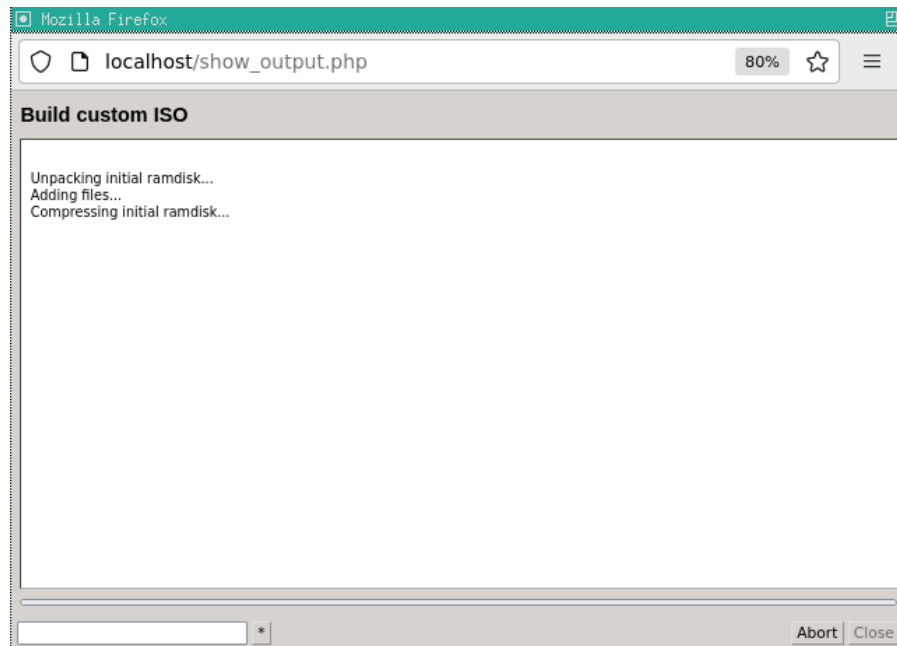 Mozilla Firefox
localhost/show_output.php
80%
Build custom ISO
Unpacking initial ramdisk...
Adding files...
Compressing initial ramdisk...
*
Abort
Close